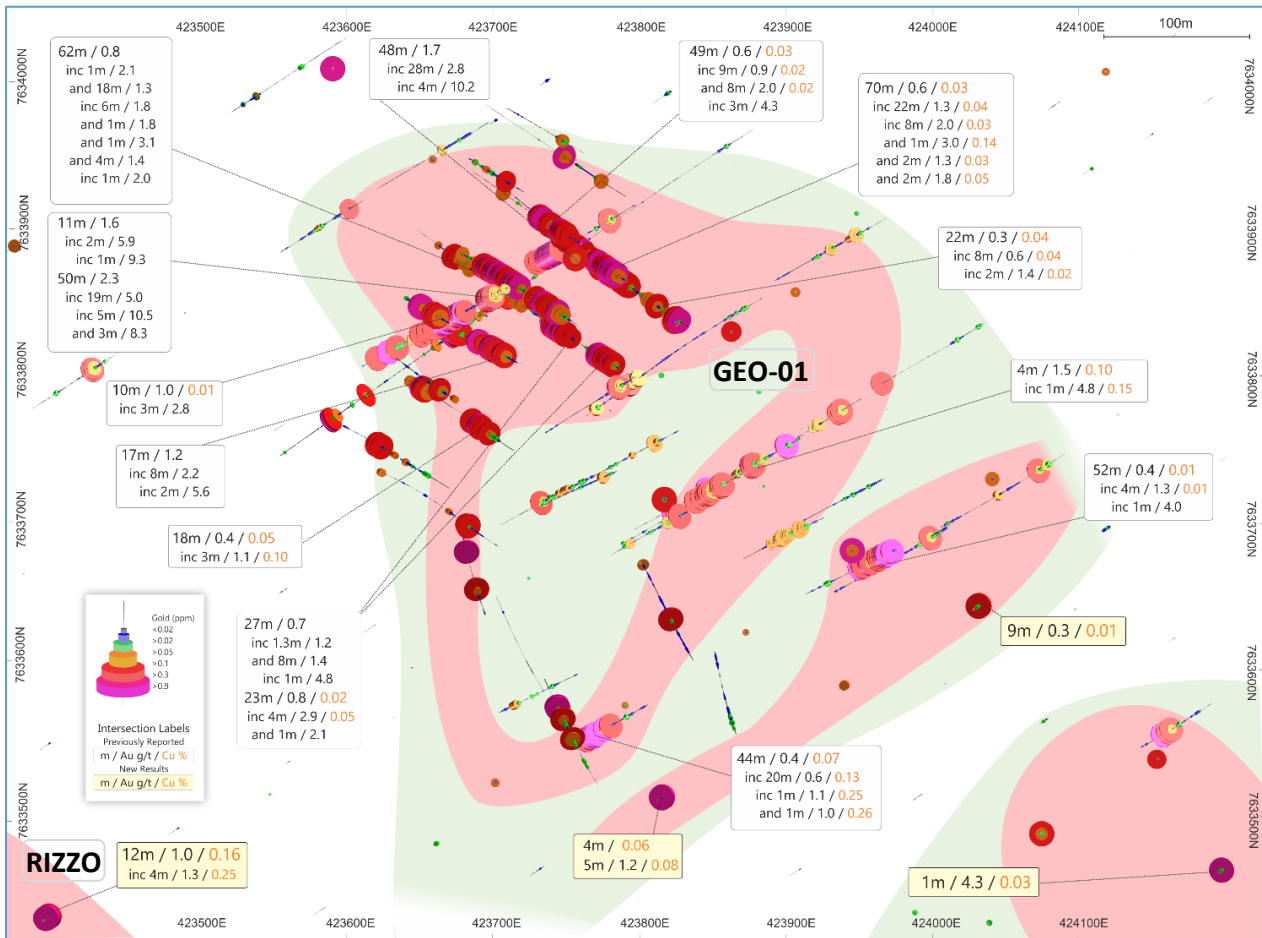 423500E
423600E
423700E
423800E
423900E
424000E
424100E
100m
7634000N
7634000N
62m / 0.8
inc 1m / 2.1
and 18m / 1.3
inc 6m / 1.8
and 1m / 1.8
and 1m / 3.1
and 4m / 1.4
inc 1m / 2.0
48m / 1.7
inc 28m / 2.8
inc 4m / 10.2
49m / 0.6 / 0.03
inc 9m / 0.9 / 0.02
and 8m / 2.0 / 0.02
inc 3m / 4.3
70m / 0.6 / 0.03
inc 22m / 1.3 / 0.04
inc 8m / 2.0 / 0.03
and 1m / 3.0 / 0.14
and 2m / 1.3 / 0.03
and 2m / 1.8 / 0.05
7633900N
7633900N
11m / 1.6
inc 2m / 5.9
inc 1m / 9.3
50m / 2.3
inc 19m / 5.0
inc 5m / 10.5
and 3m / 8.3
22m / 0.3 / 0.04
inc 8m / 0.6 / 0.04
inc 2m / 1.4 / 0.02
7633800N
7633800N
GEO-01
4m / 1.5 / 0.10
inc 1m / 4.8 / 0.15
10m / 1.0 / 0.01
inc 3m / 2.8
17m / 1.2
inc 8m / 2.2
inc 2m / 5.6
52m / 0.4 / 0.01
inc 4m / 1.3 / 0.01
inc 1m / 4.0
7633700N
7633700N
18m / 0.4 / 0.05
inc 3m / 1.1 / 0.10
27m / 0.7
inc 1.3m / 1.2
and 8m / 1.4
inc 1m / 4.8
23m / 0.8 / 0.02
inc 4m / 2.9 / 0.05
and 1m / 2.1
9m / 0.3 / 0.01
7633600N
7633600N
Gold (ppm)
<0.02
>0.02
>0.05
>0.1
>0.3
>0.9
Intersection Labels
Previously Reported
m / Au g/t / Cu %
New Results
m / Au g/t / Cu %
44m / 0.4 / 0.07
inc 20m / 0.6 / 0.13
inc 1m / 1.1 / 0.25
and 1m / 1.0 / 0.26
7633500N
7633500N
4m / 0.06
5m / 1.2 / 0.08
RIZZO
12m / 1.0 / 0.16
inc 4m / 1.3 / 0.25
1m / 4.3 / 0.03
423500E
423600E
423700E
423800E
423900E
424000E
424100E